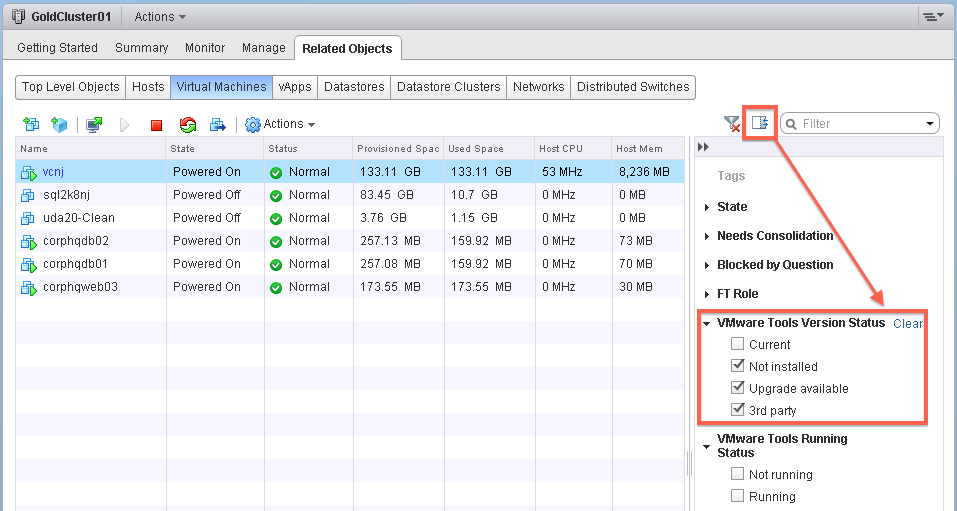 GoldCluster01 Actions
Getting Started Summary Monitor Manage Related Objects
Top Level Objects Hosts Virtual Machines vApps Datastores Datastore Clusters Networks Distributed Switches
Actions Filter
Name State Status Provisioned Spac Used Space Host CPU Host Mem
vcnj Powered On Normal 133.11 GB 133.11 GB 53 MHz 8,236 MB
sql2k8nj Powered Off Normal 83.45 GB 10.7 GB 0 MHz 0 MB
uda20-Clean Powered Off Normal 3.76 GB 1.15 GB 0 MHz 0 MB
corphqdb02 Powered On Normal 257.13 MB 159.92 MB 0 MHz 73 MB
corphqdb01 Powered On Normal 257.08 MB 159.92 MB 0 MHz 70 MB
corphqweb03 Powered On Normal 173.55 MB 173.55 MB 0 MHz 30 MB
Tags
State
Needs Consolidation
Blocked by Question
FT Role
VMware Tools Version Status Clear
Current
Not installed
Upgrade available
3rd party
VMware Tools Running
Status
Not running
Running